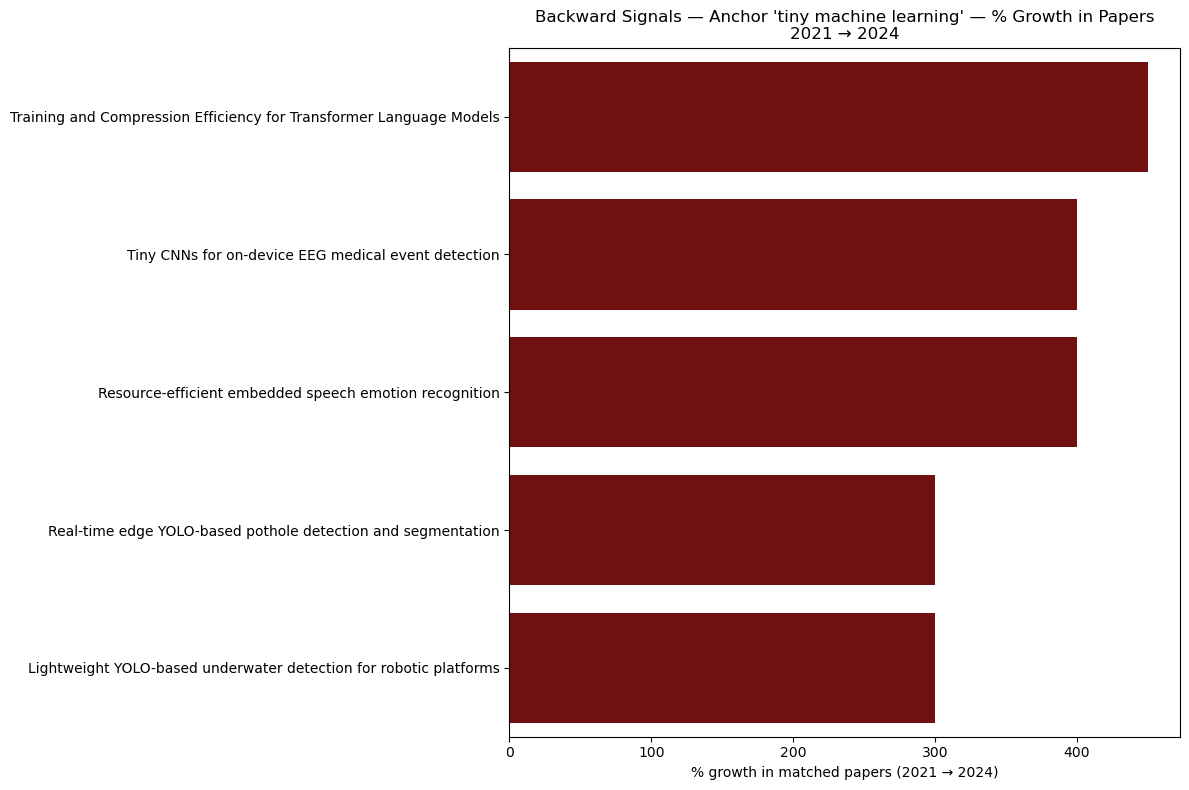 Backward Signals — Anchor 'tiny machine learning' — % Growth in Papers
2021 → 2024
Training and Compression Efficiency for Transformer Language Models
Tiny CNNs for on-device EEG medical event detection
Resource-efficient embedded speech emotion recognition
Real-time edge YOLO-based pothole detection and segmentation
Lightweight YOLO-based underwater detection for robotic platforms
0 100 200 300 400
% growth in matched papers (2021 → 2024)